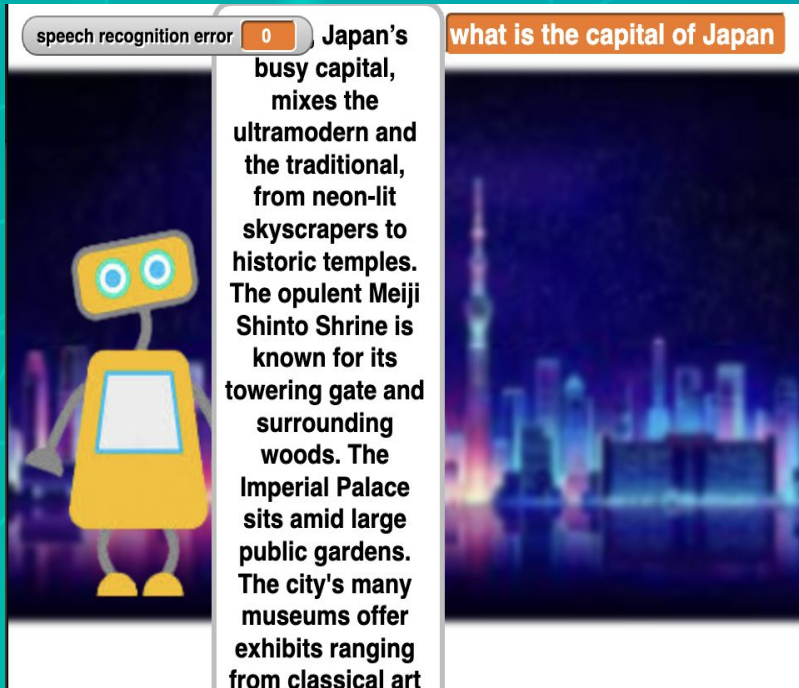 speech recognition error 0
what is the capital of Japan
, Japan’s
busy capital,
mixes the
ultramodern and
the traditional,
from neon-lit
skyscrapers to
historic temples.
The opulent Meiji
Shinto Shrine is
known for its
towering gate and
surrounding
woods. The
Imperial Palace
sits amid large
public gardens.
The city's many
museums offer
exhibits ranging
from classical art